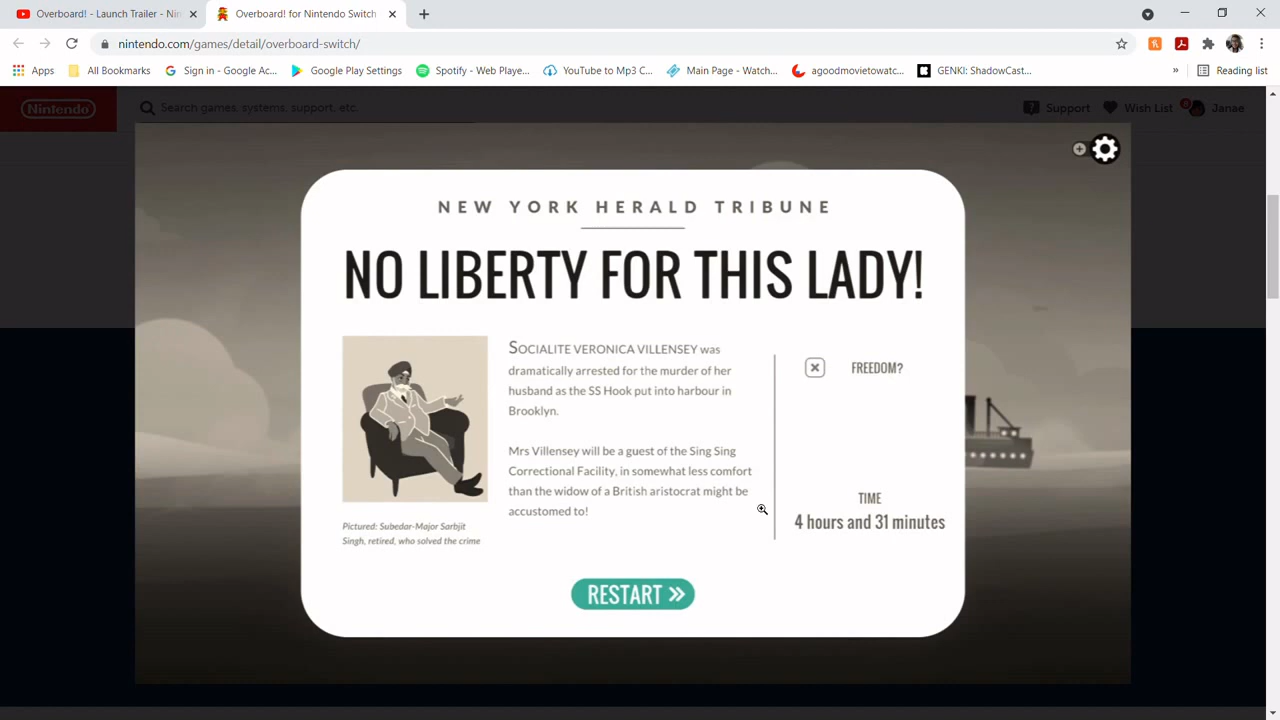 Overboard! - Launch Trailer - Nin
Overboard! for Nintendo Switch
nintendo.com/games/detail/overboard-switch/
Apps All Bookmarks Sign in - Google Ac... Google Play Settings Spotify - Web Playe... YouTube to Mp3 C... Main Page - Watch... agoodmovietowatc... GENKI: ShadowCast... » Reading list
Nintendo Search games, systems, support, etc. Support Wish List 8 Janae
NEW YORK HERALD TRIBUNE
NO LIBERTY FOR THIS LADY!
SOCIALITE VERONICA VILLENSEY was
dramatically arrested for the murder of her
husband as the SS Hook put into harbour in
Brooklyn.
Mrs Villensey will be a guest of the Sing Sing
Correctional Facility, in somewhat less comfort
than the widow of a British aristocrat might be
accustomed to!
Pictured: Subedar-Major Sarbjit
Singh, retired, who solved the crime
FREEDOM?
TIME
4 hours and 31 minutes
RESTART »